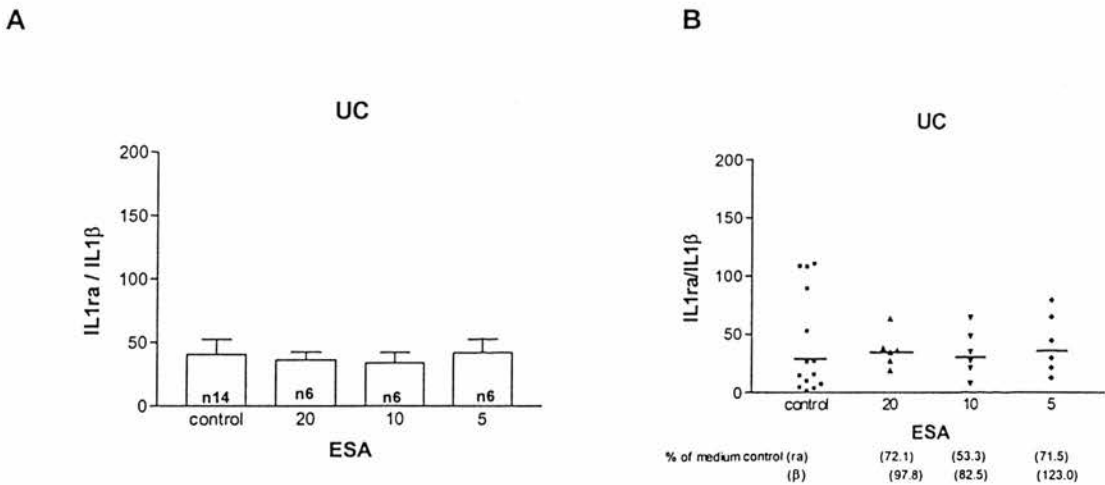 A
B
UC
200
150
100
50
0
IL1ra / IL1β
n14 n6 n6 n6
control 20 10 5
ESA
UC
200
150
100
50
0
IL1ra/IL1β
control 20 10 5
ESA
% of medium control (ra) (72.1) (53.3) (71.5)
(β) (97.8) (82.5) (123.0)